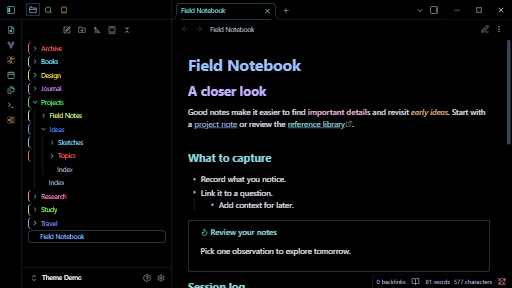 Field Notebook
Field Notebook
Archive
Books
Design
Journal
Projects
Field Notes
Ideas
Sketches
Topics
Index
Index
Research
Study
Travel
Field Notebook
Theme Demo
Field Notebook
A closer look
Good notes make it easier to find important details and revisit early ideas. Start with
a project note or review the reference library.
What to capture
• Record what you notice.
• Link it to a question.
• Add context for later.
Review your notes
Pick one observation to explore tomorrow.
Session log
0 backlinks 81 words 577 characters